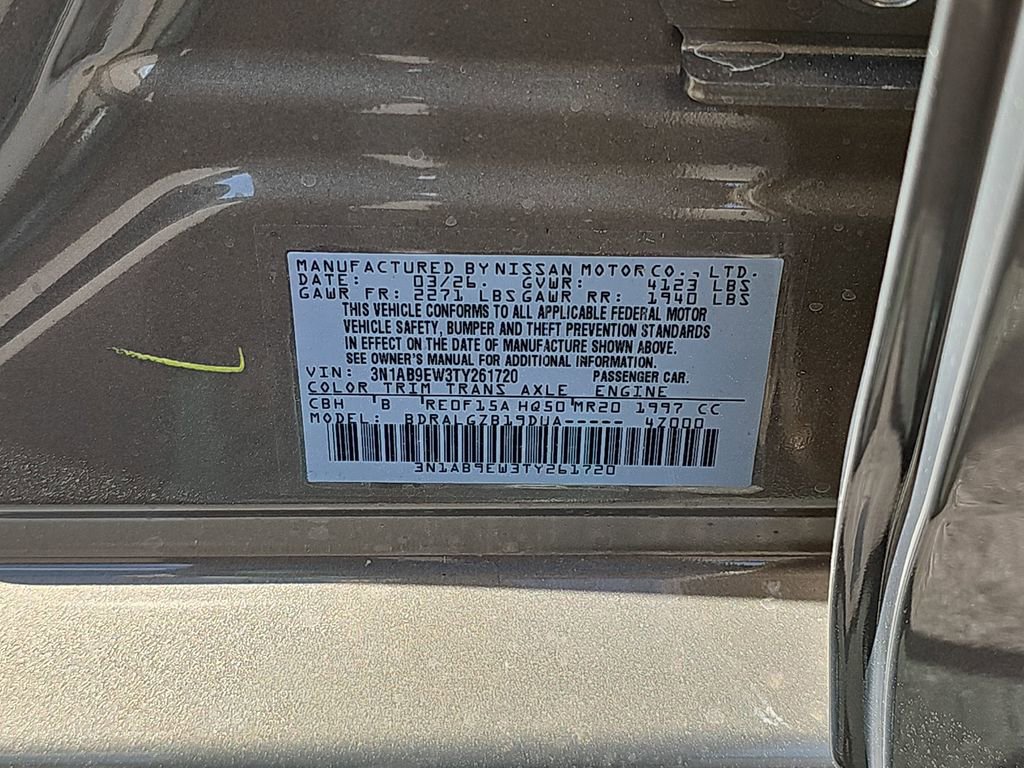 MANUFACTURED BY NISSAN MOTOR CO., LTD.
DATE: 03/26. GVWR: 4123 LBS
GAWR FR: 2271 LBS GAWR RR: 1940 LBS
THIS VEHICLE CONFORMS TO ALL APPLICABLE FEDERAL MOTOR
VEHICLE SAFETY, BUMPER AND THEFT PREVENTION STANDARDS
IN EFFECT ON THE DATE OF MANUFACTURE SHOWN ABOVE.
SEE OWNER'S MANUAL FOR ADDITIONAL INFORMATION.
VIN: 3N1AB9EW3TY261720 PASSENGER CAR.
COLOR TRIM TRANS AXLE ENGINE
CBH B RE0F15A HQ50 MR20 1997 CC
MODEL: BDRALGZB19DUA----- 4Z000
3N1AB9EW3TY261720